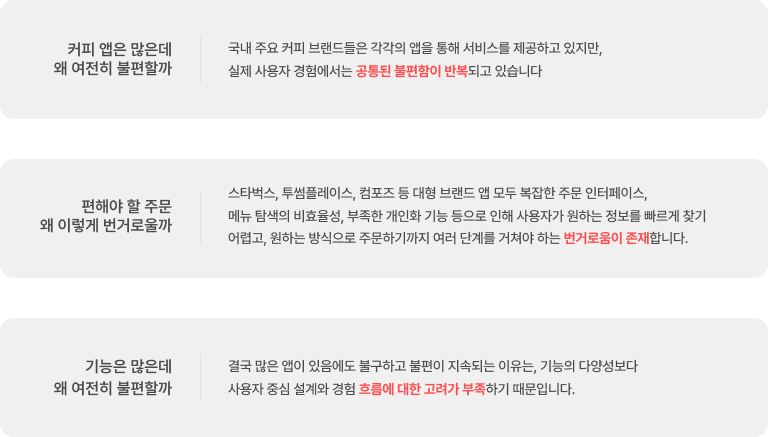 커피 앱은 많은데
왜 여전히 불편할까
국내 주요 커피 브랜드들은 각각의 앱을 통해 서비스를 제공하고 있지만,
실제 사용자 경험에서는 공통된 불편함이 반복되고 있습니다
편해야 할 주문
왜 이렇게 번거로울까
스타벅스, 투썸플레이스, 컴포즈 등 대형 브랜드 앱 모두 복잡한 주문 인터페이스,
메뉴 탐색의 비효율성, 부족한 개인화 기능 등으로 인해 사용자가 원하는 정보를 빠르게 찾기
어렵고, 원하는 방식으로 주문하기까지 여러 단계를 거쳐야 하는 번거로움이 존재합니다.
기능은 많은데
왜 여전히 불편할까
결국 많은 앱이 있음에도 불구하고 불편이 지속되는 이유는, 기능의 다양성보다
사용자 중심 설계와 경험 흐름에 대한 고려가 부족하기 때문입니다.